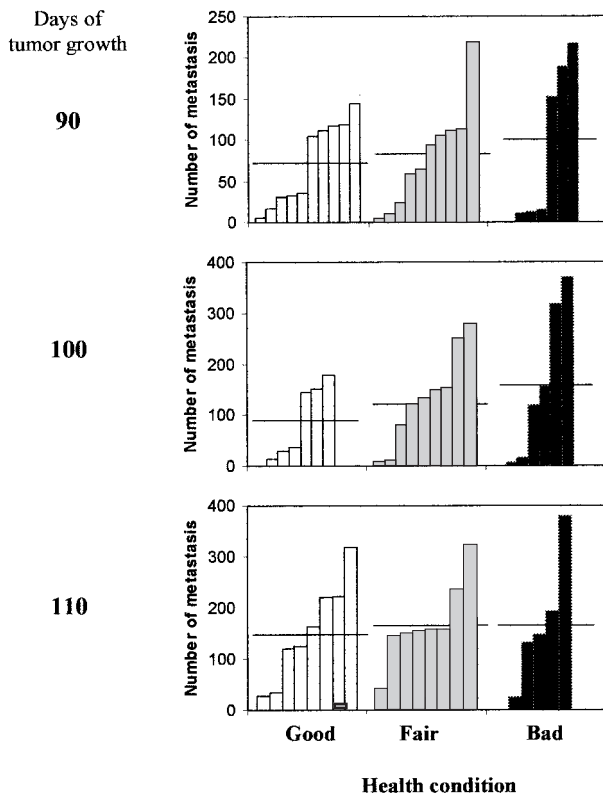 Days of
tumor growth
90
Number of metastasis
250
200
150
100
50
0
100
Number of metastasis
400
300
200
100
0
110
Number of metastasis
400
300
200
100
0
Good
Fair
Bad
Health condition